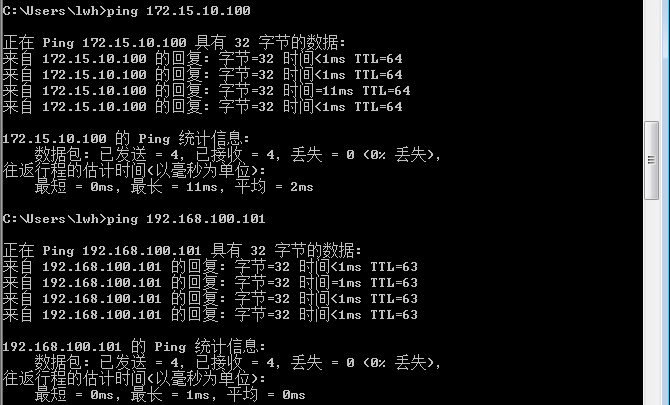 C:\Users\lwh>ping 172.15.10.100
正在 Ping 172.15.10.100 具有 32 字节的数据:
来自 172.15.10.100 的回复: 字节=32 时间<1ms TTL=64
来自 172.15.10.100 的回复: 字节=32 时间<1ms TTL=64
来自 172.15.10.100 的回复: 字节=32 时间=11ms TTL=64
来自 172.15.10.100 的回复: 字节=32 时间<1ms TTL=64
172.15.10.100 的 Ping 统计信息:
数据包: 已发送 = 4, 已接收 = 4, 丢失 = 0 (0% 丢失),
往返行程的估计时间(以毫秒为单位):
最短 = 0ms, 最长 = 11ms, 平均 = 2ms
C:\Users\lwh>ping 192.168.100.101
正在 Ping 192.168.100.101 具有 32 字节的数据:
来自 192.168.100.101 的回复: 字节=32 时间<1ms TTL=63
来自 192.168.100.101 的回复: 字节=32 时间=1ms TTL=63
来自 192.168.100.101 的回复: 字节=32 时间<1ms TTL=63
来自 192.168.100.101 的回复: 字节=32 时间<1ms TTL=63
192.168.100.101 的 Ping 统计信息:
数据包: 已发送 = 4, 已接收 = 4, 丢失 = 0 (0% 丢失),
往返行程的估计时间(以毫秒为单位):
最短 = 0ms, 最长 = 1ms, 平均 = 0ms